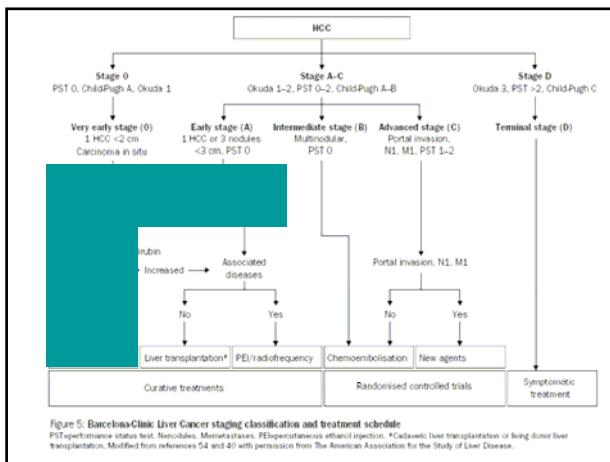 HCC
Stage 0
PST 0, Child-Pugh A, Okuda 1
Stage A–C
Okuda 1–2, PST 0–2, Child-Pugh A–B
Stage D
Okuda 3, PST >2, Child-Pugh C
Very early stage (0)
1 HCC <2 cm
Carcinoma in situ
Early stage (A)
1 HCC or 3 nodules
<3 cm, PST 0
Intermediate stage (B)
Multinodular,
PST 0
Advanced stage (C)
Portal invasion,
N1, M1, PST 1–2
Terminal stage (D)
Increased
Associated
diseases
Portal invasion, N1, M1
No
Yes
No
Yes
Liver transplantation*
PEI/radiofrequency
Chemoembolisation
New agents
Curative treatments
Randomised controlled trials
Symptomatic
treatment
Figure 5: Barcelona-Clinic Liver Cancer staging classification and treatment schedule
PST=performance status test. N=nodules. M=metastases. PEI=percutaneous ethanol injection. *Cadaveric liver transplantation or living donor liver
transplantation. Modified from references 54 and 40 with permission from The American Association for the Study of Liver Disease.